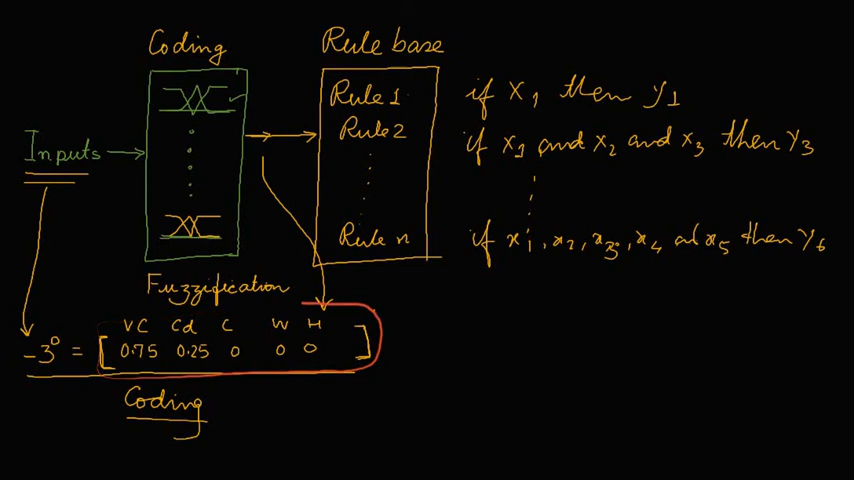 Coding
Rule base
Inputs
Rule 1
Rule 2
Rule n
if x1 then y1
if x1 and x2 and x3 then y3
if x1, x2, x3, x4 and x5 then y6
Fuzzification
VC Cd C W H
-3° = [0.75 0.25 0 0 0]
Coding